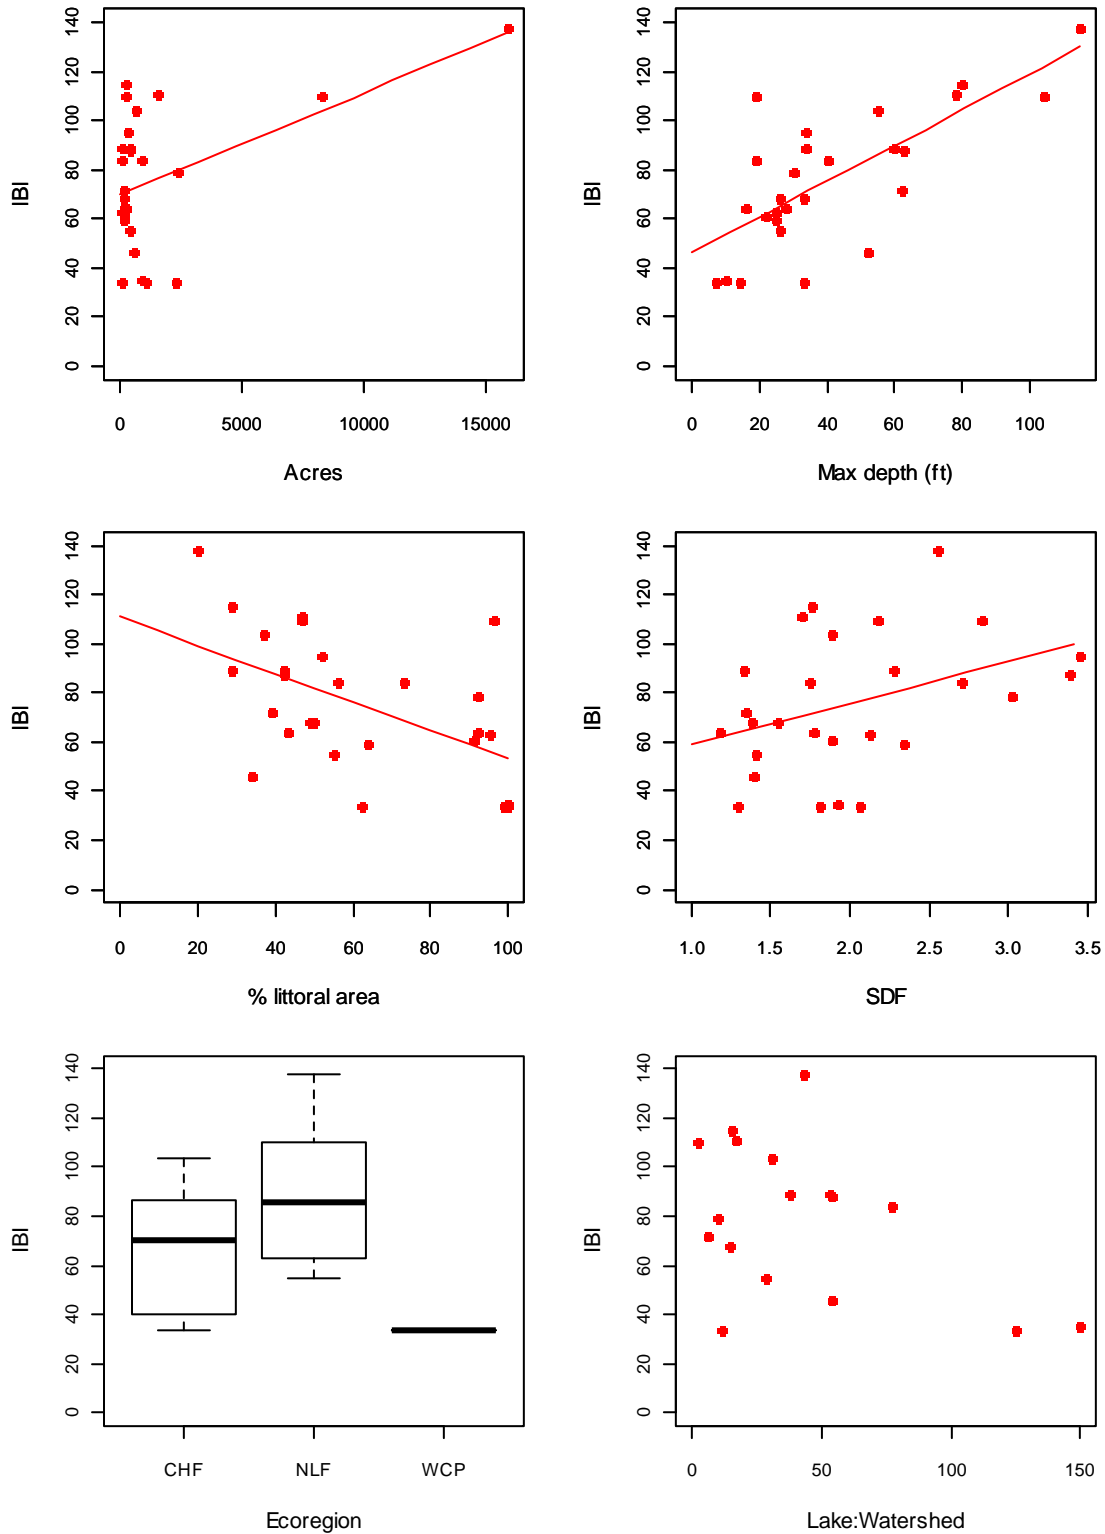 IBI
0 20 40 60 80 100 120 140
0 5000 10000 15000
Acres
IBI
0 20 40 60 80 100 120 140
0 20 40 60 80 100
Max depth (ft)
IBI
0 20 40 60 80 100 120 140
0 20 40 60 80 100
% littoral area
IBI
0 20 40 60 80 100 120 140
1.0 1.5 2.0 2.5 3.0 3.5
SDF
IBI
0 20 40 60 80 100 120 140
CHF NLF WCP
Ecoregion
IBI
0 20 40 60 80 100 120 140
0 50 100 150
Lake:Watershed